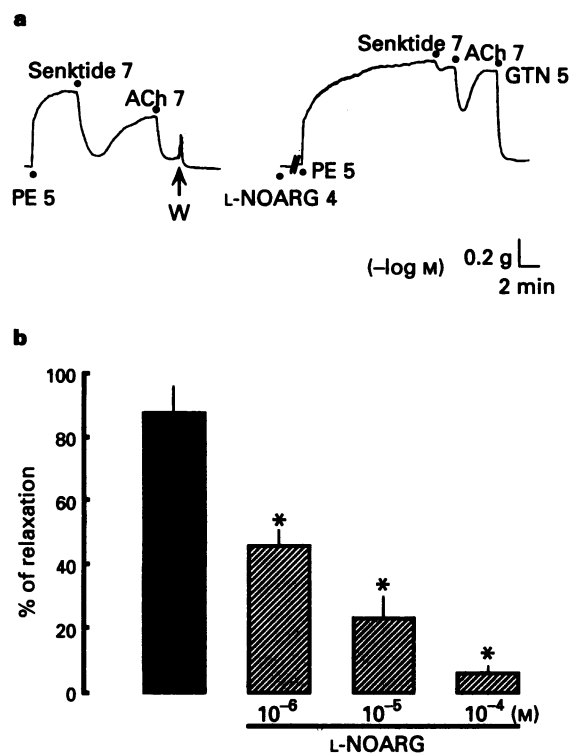 a
Senktide 7
ACh 7
PE 5
W
Senktide 7
ACh 7
GTN 5
PE 5
L-NOARG 4
(–log M)
0.2 g
2 min
b
% of relaxation
100
80
60
40
20
0
*
*
*
10⁻⁶
10⁻⁵
10⁻⁴ (M)
L-NOARG